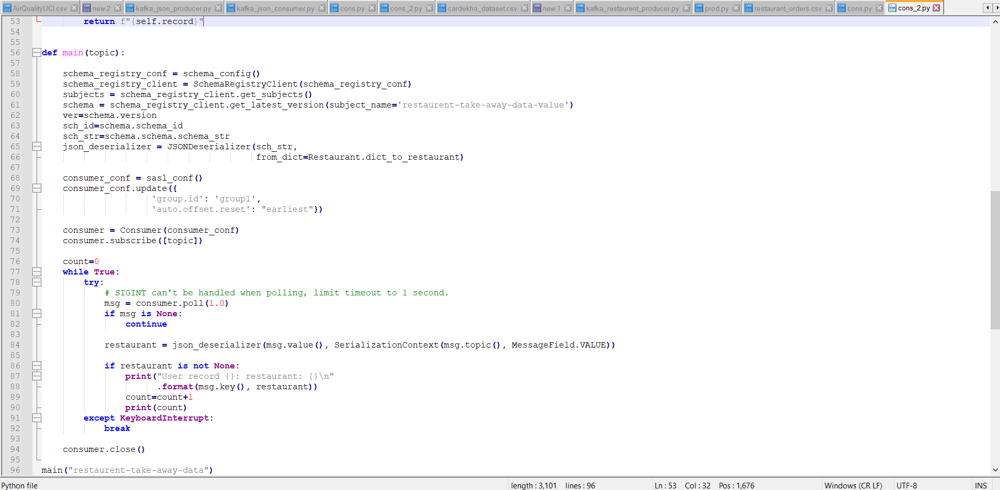 AirQualityUCI.csv new 2 kafka_json_producer.py kafka_json_consumer.py cons.py cons_2.py cardekho_dataset.csv new 1 kafka_restaurent_producer.py prod.py restaurant_orders.csv cons.py cons_2.py
53 return f"{self.record}"
54
55
56 def main(topic):
57
58 schema_registry_conf = schema_config()
59 schema_registry_client = SchemaRegistryClient(schema_registry_conf)
60 subjects = schema_registry_client.get_subjects()
61 schema = schema_registry_client.get_latest_version(subject_name='restaurent-take-away-data-value')
62 ver=schema.version
63 sch_id=schema.schema_id
64 sch_str=schema.schema.schema_str
65 json_deserializer = JSONDeserializer(sch_str,
66 from_dict=Restaurant.dict_to_restaurant)
67
68 consumer_conf = sasl_conf()
69 consumer_conf.update({
70 'group.id': 'group1',
71 'auto.offset.reset': "earliest"})
72
73 consumer = Consumer(consumer_conf)
74 consumer.subscribe([topic])
75
76 count=0
77 while True:
78 try:
79 # SIGINT can't be handled when polling, limit timeout to 1 second.
80 msg = consumer.poll(1.0)
81 if msg is None:
82 continue
83
84 restaurant = json_deserializer(msg.value(), SerializationContext(msg.topic(), MessageField.VALUE))
85
86 if restaurant is not None:
87 print("User record {}: restaurant: {}\n"
88 .format(msg.key(), restaurant))
89 count=count+1
90 print(count)
91 except KeyboardInterrupt:
92 break
93
94 consumer.close()
95
96 main("restaurent-take-away-data")
Python file length : 3,101 lines : 96 Ln : 53 Col : 32 Pos : 1,676 Windows (CR LF) UTF-8 INS